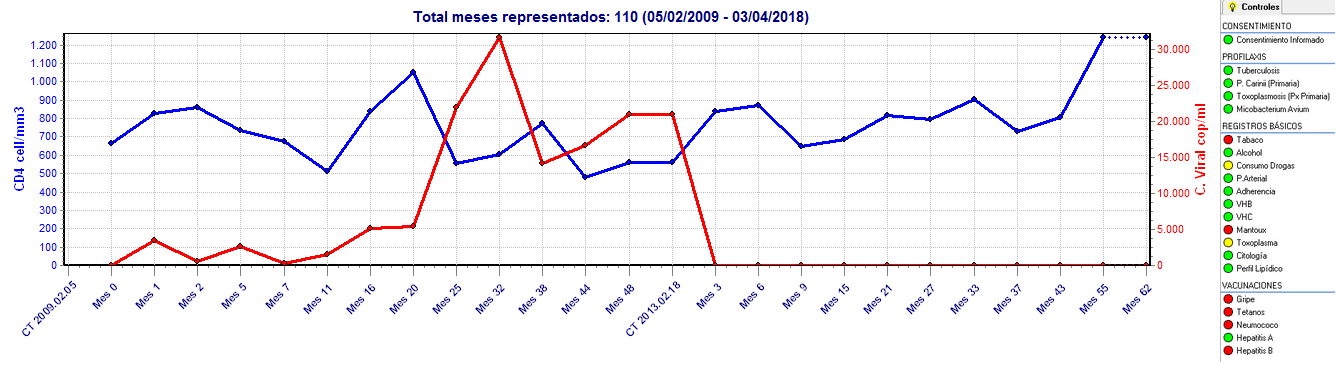 Total meses representados: 110 (05/02/2009 - 03/04/2018)
CD4 cell/mm3
1.200
1.100
1.000
900
800
700
600
500
400
300
200
100
0
30.000
25.000
20.000
15.000
10.000
5.000
0
C. Viral cop/ml
CT 2009.02.05
Mes 0
Mes 1
Mes 2
Mes 5
Mes 7
Mes 11
Mes 16
Mes 20
Mes 25
Mes 32
Mes 38
Mes 44
Mes 48
CT 2013.02.18
Mes 3
Mes 6
Mes 9
Mes 15
Mes 21
Mes 27
Mes 33
Mes 37
Mes 43
Mes 55
Mes 62
Controles
CONSENTIMIENTO
Consentimiento Informado
PROFILAXIS
Tuberculosis
P. Carinii (Primaria)
Toxoplasmosis (Px Primaria)
Micobacterium Avium
REGISTROS BÁSICOS
Tabaco
Alcohol
Consumo Drogas
P.Arterial
Adherencia
VHB
VHC
Mantoux
Toxoplasma
Citología
Perfil Lipídico
VACUNACIONES
Gripe
Tetanos
Neumococo
Hepatitis A
Hepatitis B